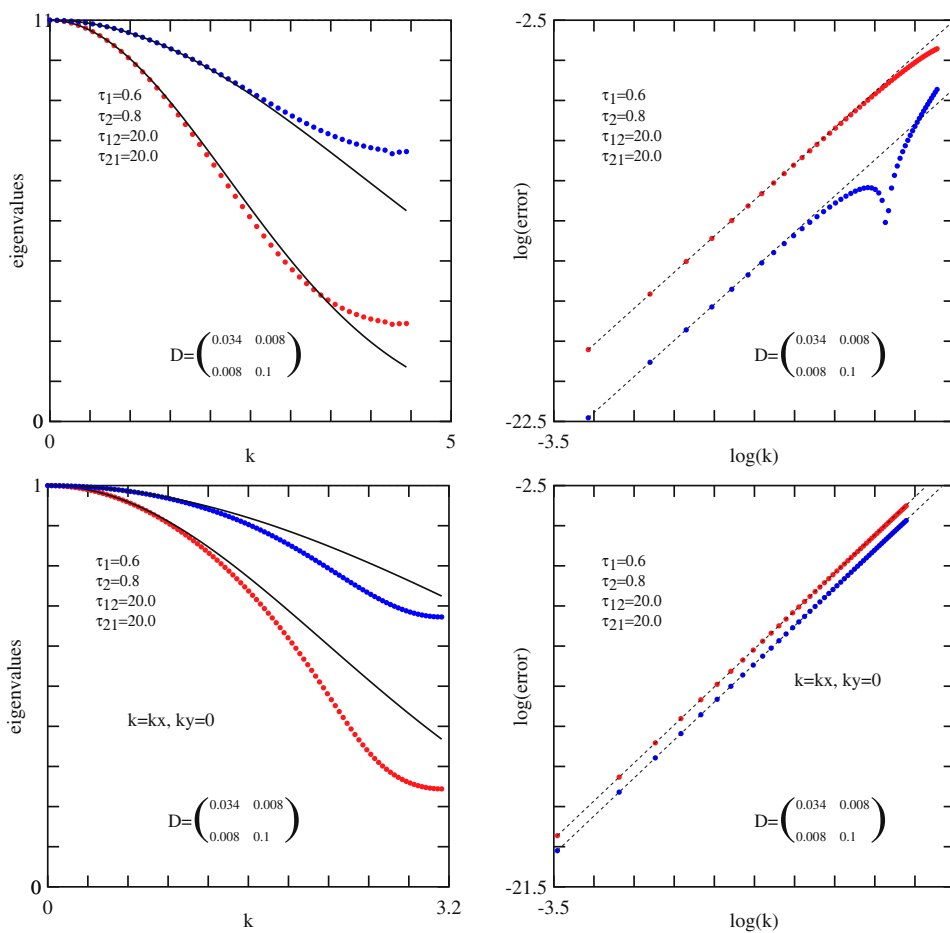 1
eigenvalues
τ1=0.6
τ2=0.8
τ12=20.0
τ21=20.0
D=(0.034 0.008
0.008 0.1)
0
0
5
k
-2.5
log(error)
τ1=0.6
τ2=0.8
τ12=20.0
τ21=20.0
D=(0.034 0.008
0.008 0.1)
-22.5
-3.5
log(k)
1
eigenvalues
τ1=0.6
τ2=0.8
τ12=20.0
τ21=20.0
k=kx, ky=0
D=(0.034 0.008
0.008 0.1)
0
0
3.2
k
-2.5
log(error)
τ1=0.6
τ2=0.8
τ12=20.0
τ21=20.0
k=kx, ky=0
D=(0.034 0.008
0.008 0.1)
-21.5
-3.5
log(k)